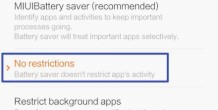 MIUIBattery saver (recommended)
Identify apps and activities to keep important
processes going.
Battery saver will treat important apps selectively.
No restrictions
Battery saver doesn't restrict app's activity
Restrict background apps